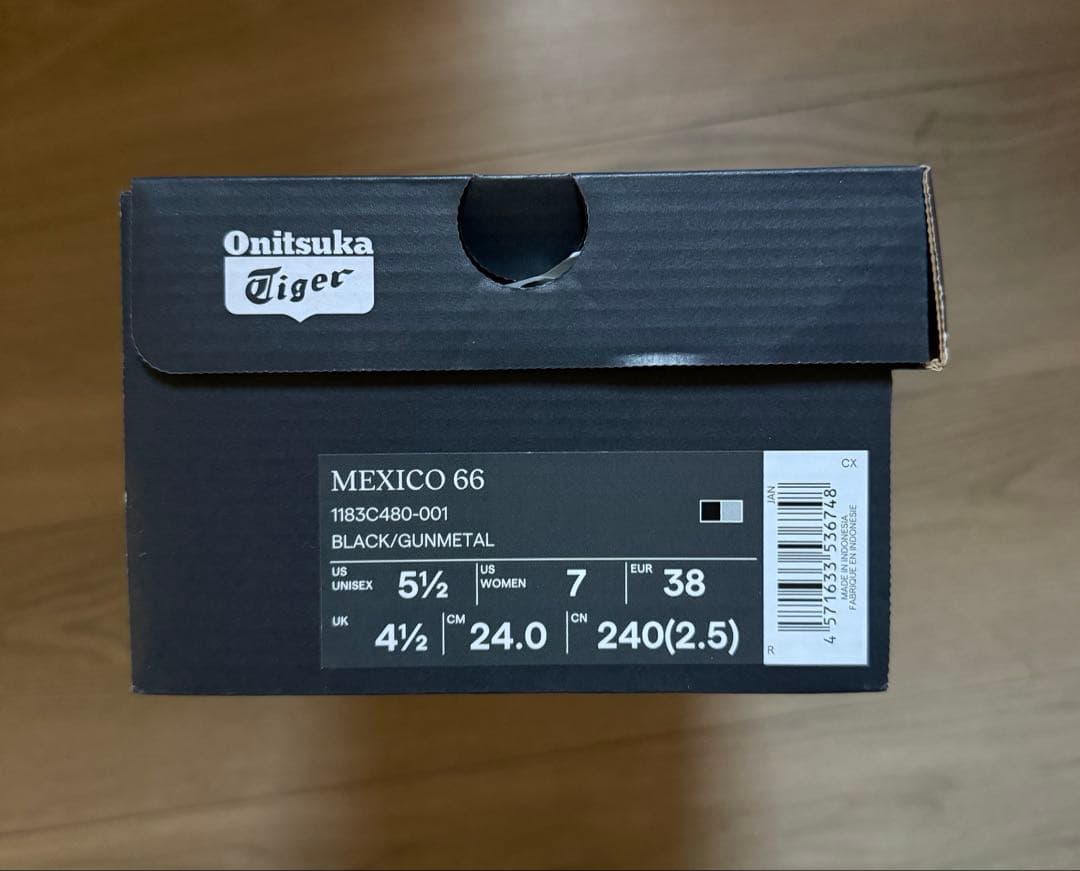 Onitsuka
Tiger
MEXICO 66
1183C480-001
BLACK/GUNMETAL
US UNISEX 5½ US WOMEN 7 EUR 38
UK 4½ CM 24.0 CN 240(2.5)
CX
JAN
4 571633 536748
MADE IN INDONESIA
FABRIQUE EN INDONESIE
R